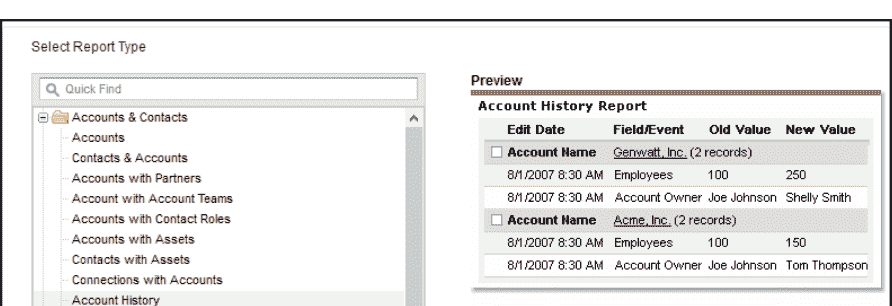 Select Report Type
Quick Find
Accounts & Contacts
Accounts
Contacts & Accounts
Accounts with Partners
Account with Account Teams
Accounts with Contact Roles
Accounts with Assets
Contacts with Assets
Connections with Accounts
Account History
Preview
Account History Report
Edit Date Field/Event Old Value New Value
Account Name Genwatt, Inc. (2 records)
8/1/2007 8:30 AM Employees 100 250
8/1/2007 8:30 AM Account Owner Joe Johnson Shelly Smith
Account Name Acme, Inc. (2 records)
8/1/2007 8:30 AM Employees 100 150
8/1/2007 8:30 AM Account Owner Joe Johnson Tom Thompson